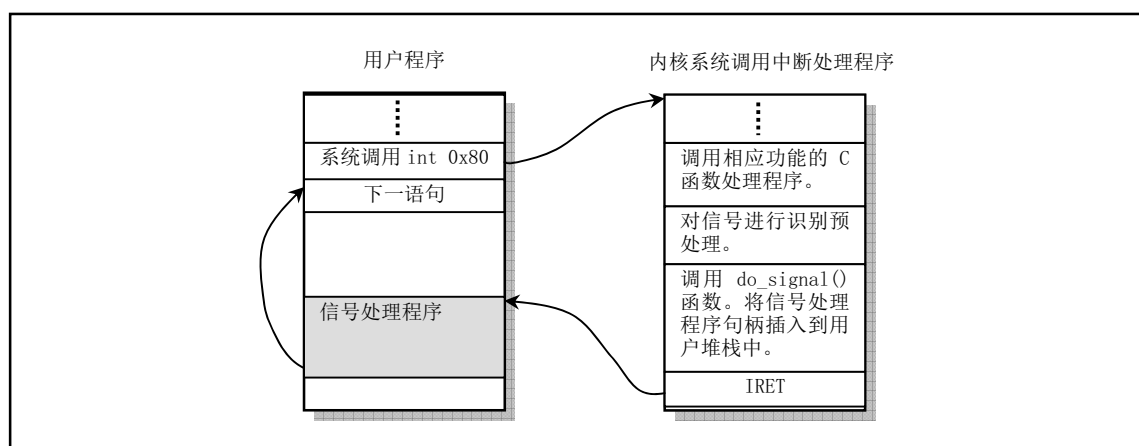 用户程序
系统调用 int 0x80
下一语句
信号处理程序
内核系统调用中断处理程序
调用相应功能的 C
函数处理程序。
对信号进行识别预
处理。
调用 do_signal()
函数。将信号处理
程序句柄插入到用
户堆栈中。
IRET